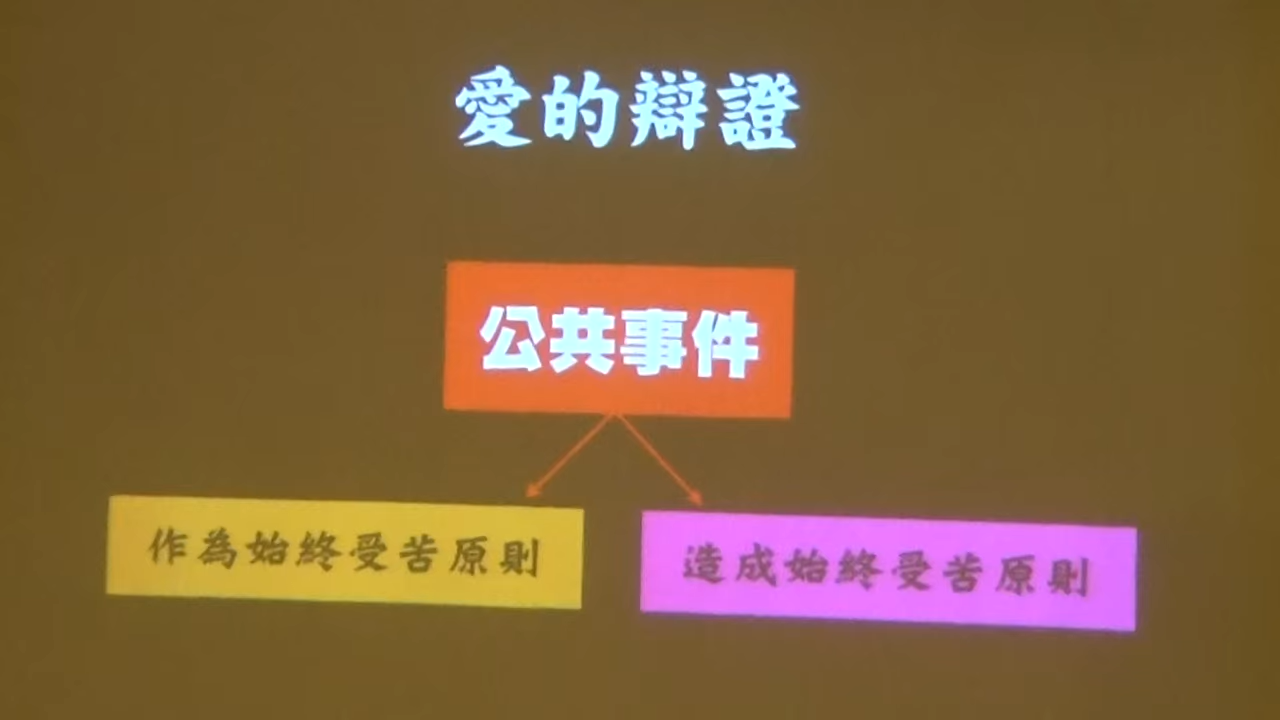 愛的辯證
公共事件
作為始終受苦原則
造成始終受苦原則